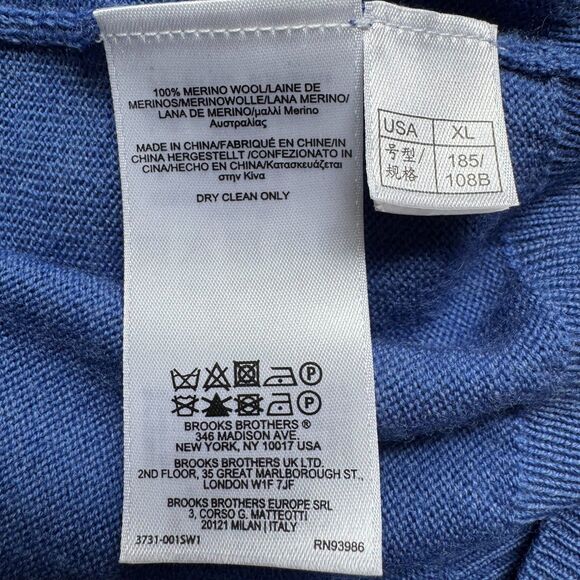 100% MERINO WOOL/LAINE DE
MERINOS/MERINOWOLLE/LANA MERINO/
LANA DE MERINO/μαλλί Merino
Αυστραλίας
MADE IN CHINA/FABRIQUÉ EN CHINE/IN
CHINA HERGESTELLT /CONFEZIONATO IN
CINA/HECHO EN CHINA/Κατασκευάζεται
στην Κίνα
DRY CLEAN ONLY
P
P
BROOKS BROTHERS ®
346 MADISON AVE.
NEW YORK, NY 10017 USA
BROOKS BROTHERS UK LTD.
2ND FLOOR, 35 GREAT MARLBOROUGH ST.,
LONDON W1F 7JF
BROOKS BROTHERS EUROPE SRL
3, CORSO G. MATTEOTTI
20121 MILAN | ITALY
3731-001SW1 RN93986
USA XL
号型/ 185/
规格 108B